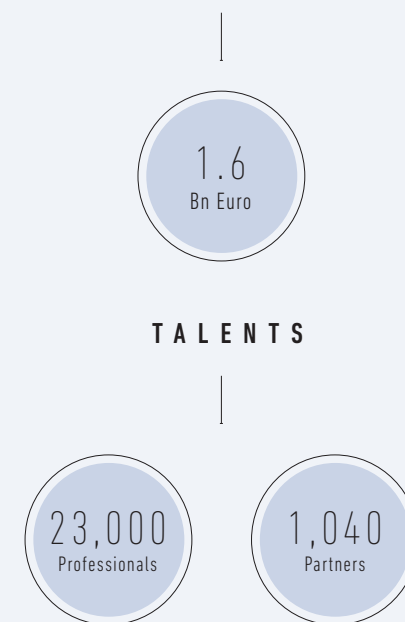 1.6
Bn Euro
TALENTS
23,000
Professionals
1,040
Partners